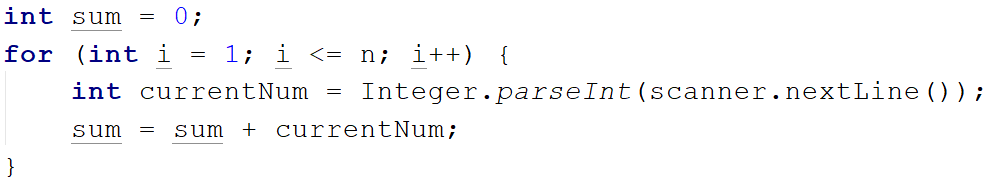 int sum = 0;
for (int i = 1; i <= n; i++) {
    int currentNum = Integer.parseInt(scanner.nextLine());
    sum = sum + currentNum;
}